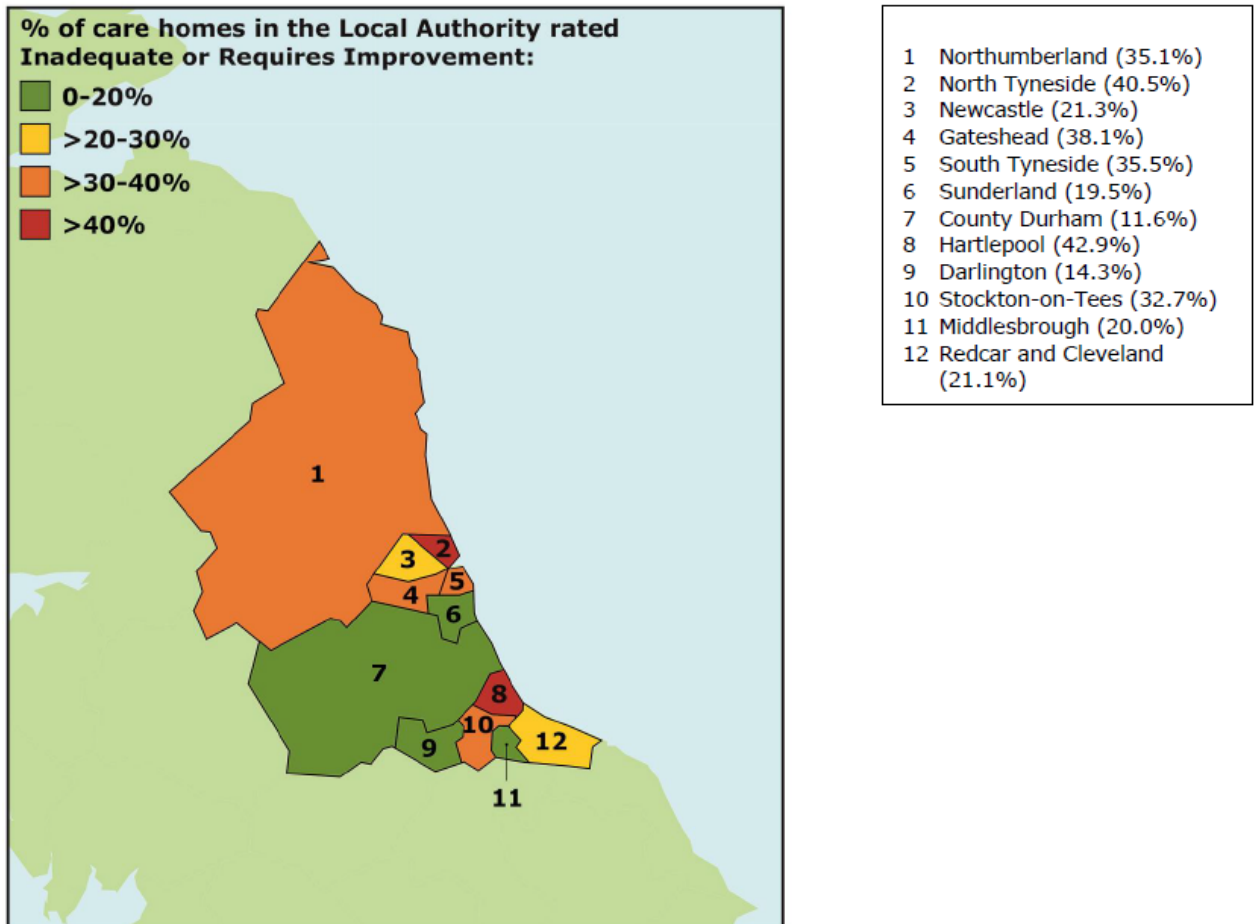 % of care homes in the Local Authority rated
Inadequate or Requires Improvement:
0-20%
>20-30%
>30-40%
>40%
1
2
3
4
5
6
7
8
9
10
11
12
1 Northumberland (35.1%)
2 North Tyneside (40.5%)
3 Newcastle (21.3%)
4 Gateshead (38.1%)
5 South Tyneside (35.5%)
6 Sunderland (19.5%)
7 County Durham (11.6%)
8 Hartlepool (42.9%)
9 Darlington (14.3%)
10 Stockton-on-Tees (32.7%)
11 Middlesbrough (20.0%)
12 Redcar and Cleveland
(21.1%)